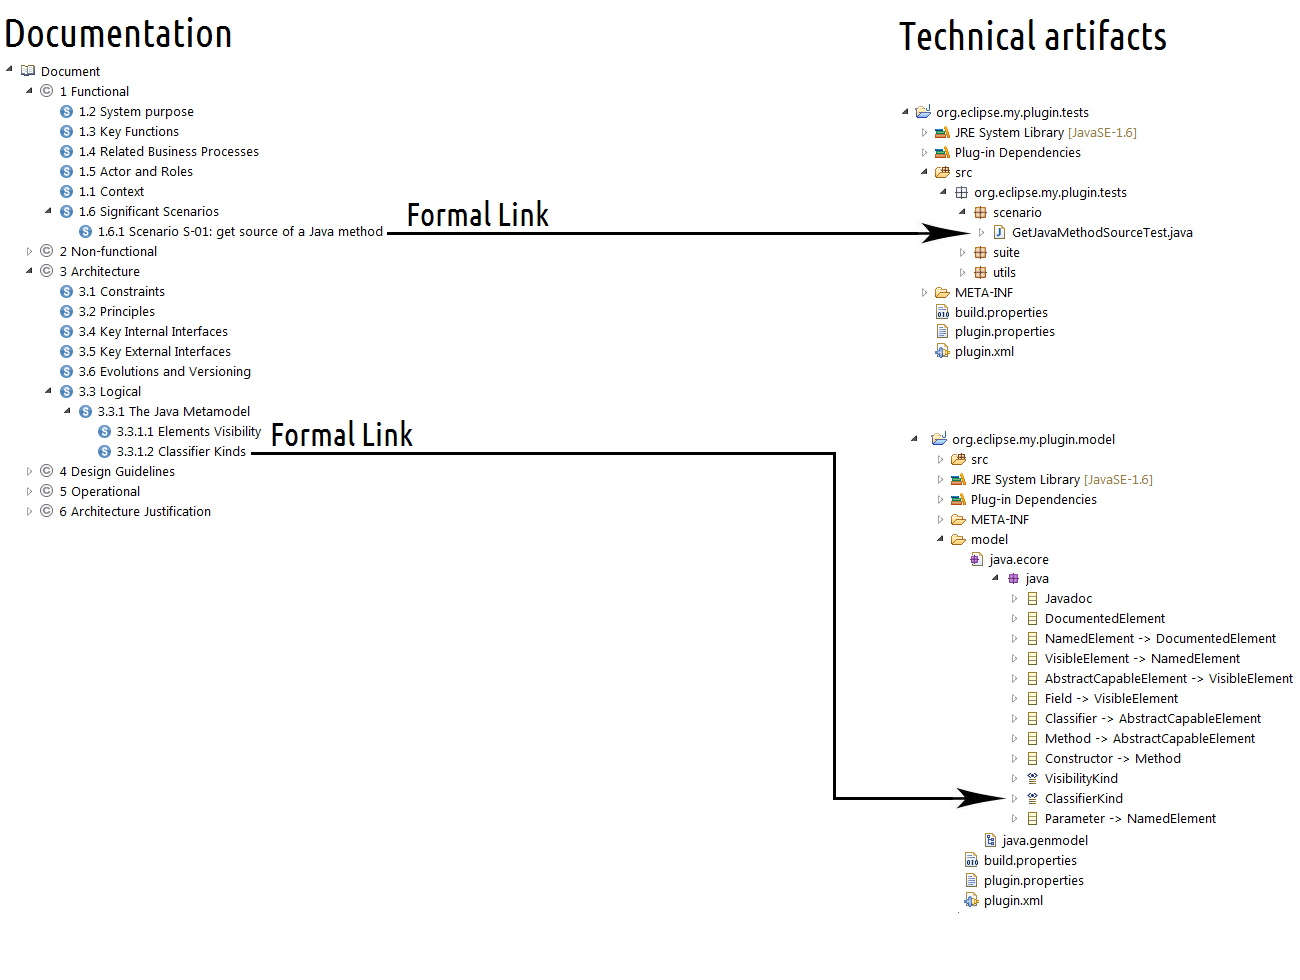 Documentation
Document
1 Functional
1.2 System purpose
1.3 Key Functions
1.4 Related Business Processes
1.5 Actor and Roles
1.1 Context
1.6 Significant Scenarios
1.6.1 Scenario S-01: get source of a Java method
2 Non-functional
3 Architecture
3.1 Constraints
3.2 Principles
3.4 Key Internal Interfaces
3.5 Key External Interfaces
3.6 Evolutions and Versioning
3.3 Logical
3.3.1 The Java Metamodel
3.3.1.1 Elements Visibility
3.3.1.2 Classifier Kinds
4 Design Guidelines
5 Operational
6 Architecture Justification
Formal Link
Formal Link
Technical artifacts
org.eclipse.my.plugin.tests
JRE System Library [JavaSE-1.6]
Plug-in Dependencies
src
org.eclipse.my.plugin.tests
scenario
GetJavaMethodSourceTest.java
suite
utils
META-INF
build.properties
plugin.properties
plugin.xml
org.eclipse.my.plugin.model
src
JRE System Library [JavaSE-1.6]
Plug-in Dependencies
META-INF
model
java.ecore
java
Javadoc
DocumentedElement
NamedElement -> DocumentedElement
VisibleElement -> NamedElement
AbstractCapableElement -> VisibleElement
Field -> VisibleElement
Classifier -> AbstractCapableElement
Method -> AbstractCapableElement
Constructor -> Method
VisibilityKind
ClassifierKind
Parameter -> NamedElement
java.genmodel
build.properties
plugin.properties
plugin.xml